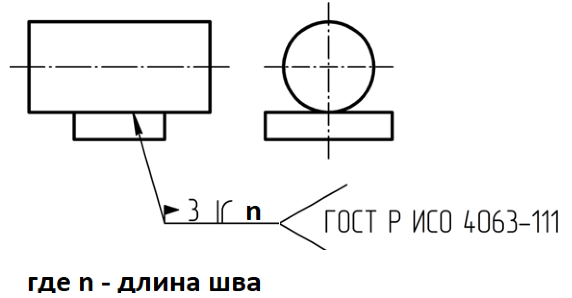 3 n ГОСТ Р ИСО 4063-111
где n - длина шва